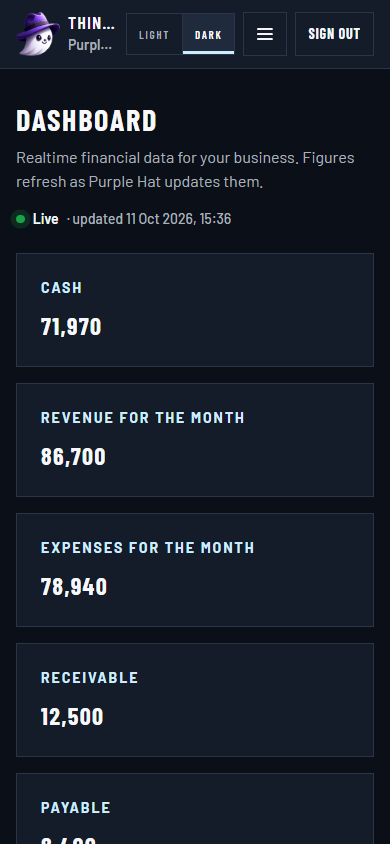 THIN...
Purpl...
LIGHT
DARK
SIGN OUT
DASHBOARD
Realtime financial data for your business. Figures
refresh as Purple Hat updates them.
Live · updated 11 Oct 2026, 15:36
CASH
71,970
REVENUE FOR THE MONTH
86,700
EXPENSES FOR THE MONTH
78,940
RECEIVABLE
12,500
PAYABLE